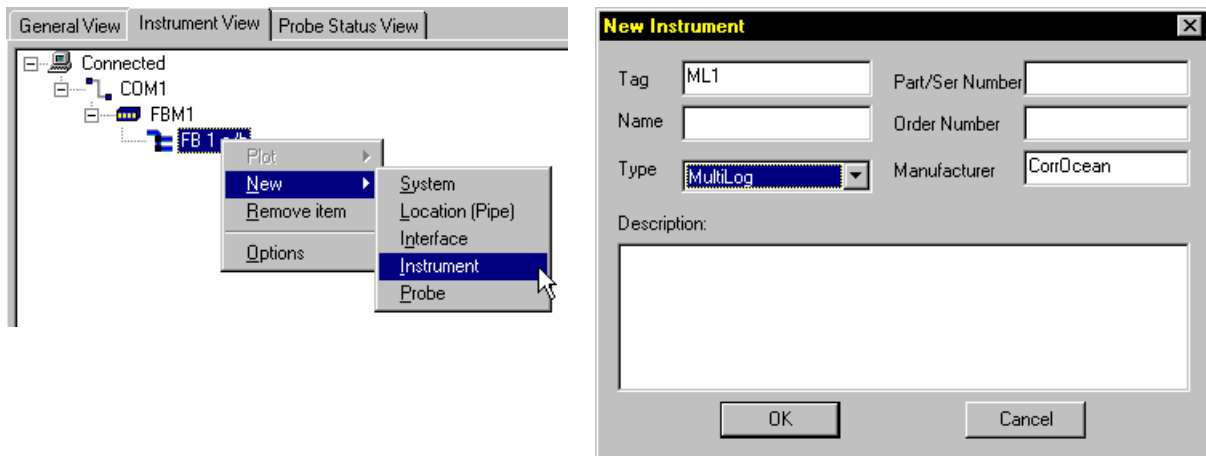 General View
Instrument View
Probe Status View
Connected
COM1
FBM1
FB 1
Plot
New
Remove item
Options
System
Location (Pipe)
Interface
Instrument
Probe
New Instrument
Tag
ML1
Part/Ser Number
Name
Order Number
Type
MultiLog
Manufacturer
CorrOcean
Description:
OK
Cancel